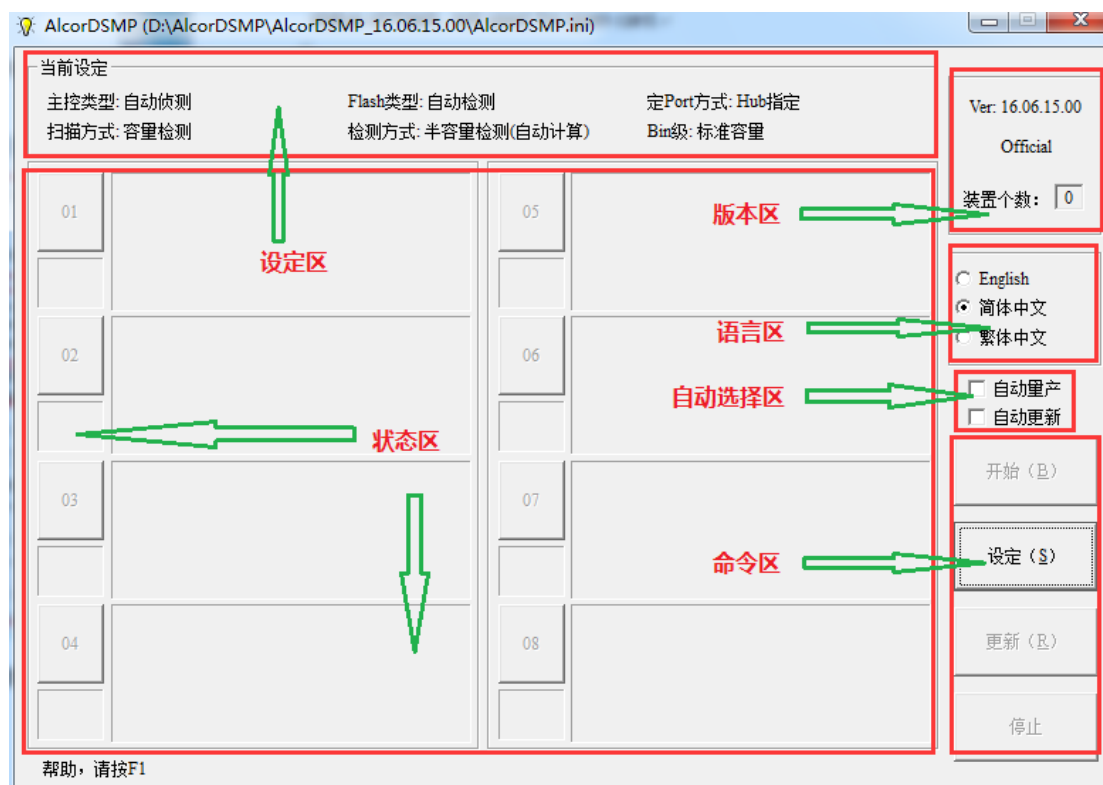 AlcorDSMP (D:\AlcorDSMP\AlcorDSMP_16.06.15.00\AlcorDSMP.ini)
当前设定
主控类型: 自动侦测 Flash类型: 自动检测 定Port方式: Hub指定
扫描方式: 容量检测 检测方式: 半容量检测(自动计算) Bin级: 标准容量
Ver: 16.06.15.00
Official
装置个数: 0
01
05
版本区
设定区
English
简体中文
繁体中文
语言区
02
06
自动选择区
自动量产
自动更新
状态区
开始（B）
03
07
命令区
设定（S）
04
08
更新（R）
停止
帮助，请按F1